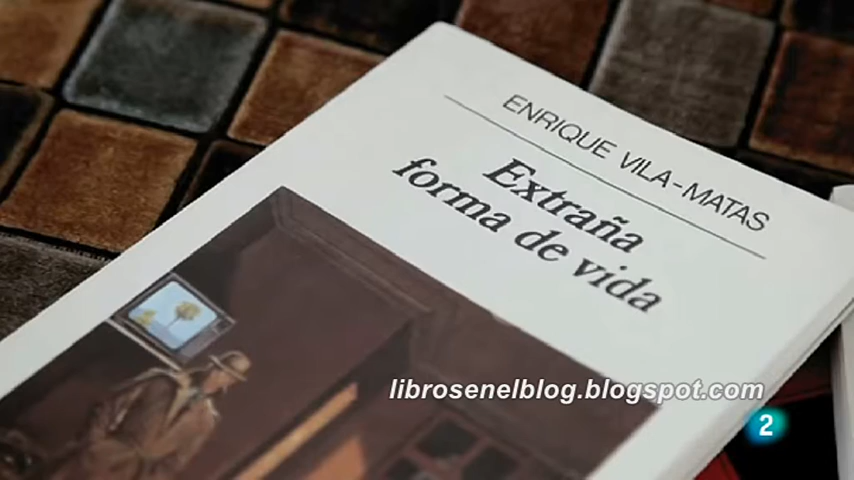 ENRIQUE VILA-MATAS
Extraña
forma de vida
librosenelblog.blogspot.com
2